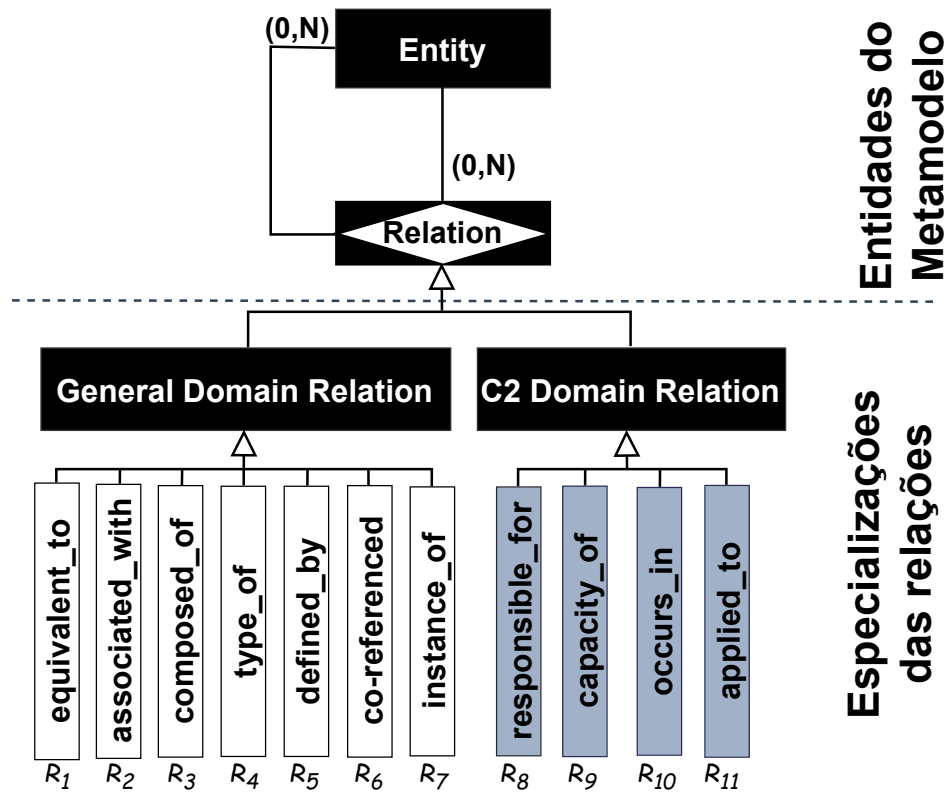 (0,N)
Entity
(0,N)
Relation
Entidades do
Metamodelo
General Domain Relation
C2 Domain Relation
equivalent_to
associated_with
composed_of
type_of
defined_by
co-referenced
instance_of
responsible_for
capacity_of
occurs_in
applied_to
R1
R2
R3
R4
R5
R6
R7
R8
R9
R10
R11
Especializações
das relações